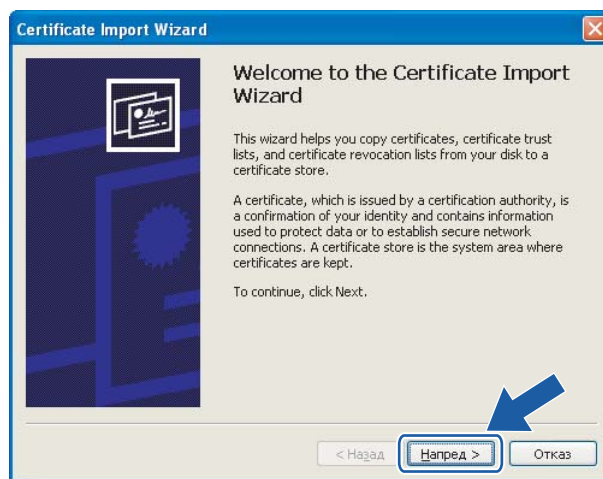 Certificate Import Wizard
Welcome to the Certificate Import
Wizard
This wizard helps you copy certificates, certificate trust
lists, and certificate revocation lists from your disk to a
certificate store.
A certificate, which is issued by a certification authority, is
a confirmation of your identity and contains information
used to protect data or to establish secure network
connections. A certificate store is the system area where
certificates are kept.
To continue, click Next.
< Назад
Напред >
Отказ